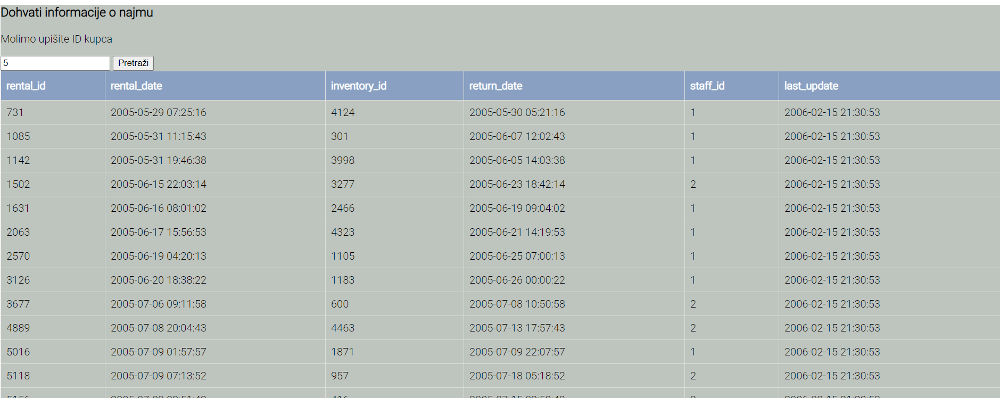 Dohvati informacije o najmu
Molimo upišite ID kupca
5 Pretraži
rental_id rental_date inventory_id return_date staff_id last_update
731 2005-05-29 07:25:16 4124 2005-05-30 05:21:16 1 2006-02-15 21:30:53
1085 2005-05-31 11:15:43 301 2005-06-07 12:02:43 1 2006-02-15 21:30:53
1142 2005-05-31 19:46:38 3998 2005-06-05 14:03:38 1 2006-02-15 21:30:53
1502 2005-06-15 22:03:14 3277 2005-06-23 18:42:14 2 2006-02-15 21:30:53
1631 2005-06-16 08:01:02 2466 2005-06-19 09:04:02 1 2006-02-15 21:30:53
2063 2005-06-17 15:56:53 4323 2005-06-21 14:19:53 1 2006-02-15 21:30:53
2570 2005-06-19 04:20:13 1105 2005-06-25 07:00:13 1 2006-02-15 21:30:53
3126 2005-06-20 18:38:22 1183 2005-06-26 00:00:22 1 2006-02-15 21:30:53
3677 2005-07-06 09:11:58 600 2005-07-08 10:50:58 2 2006-02-15 21:30:53
4889 2005-07-08 20:04:43 4463 2005-07-13 17:57:43 2 2006-02-15 21:30:53
5016 2005-07-09 01:57:57 1871 2005-07-09 22:07:57 1 2006-02-15 21:30:53
5118 2005-07-09 07:13:52 957 2005-07-18 05:18:52 2 2006-02-15 21:30:53